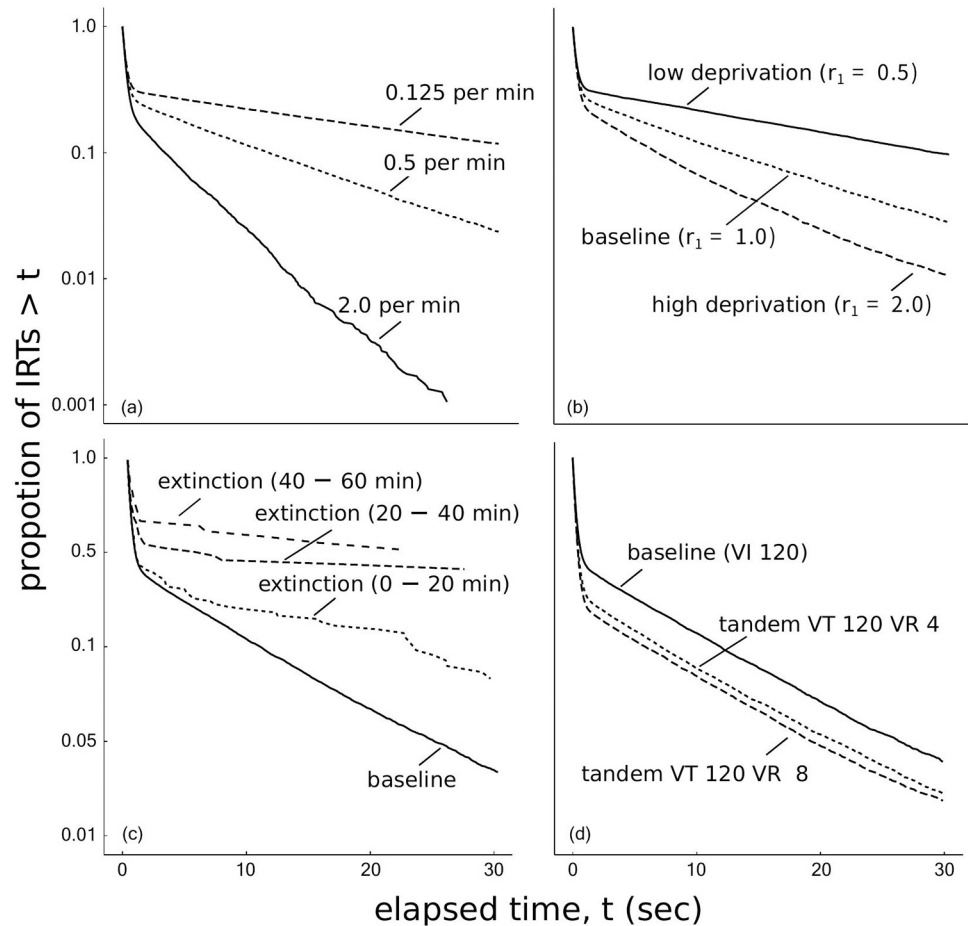 propotion of IRTs > t
1.0
0.1
0.01
0.001
0.125 per min
0.5 per min
2.0 per min
(a)
low deprivation (r1 = 0.5)
baseline (r1 = 1.0)
high deprivation (r1 = 2.0)
(b)
1.0
0.5
0.1
0.05
0.01
extinction (40 − 60 min)
extinction (20 − 40 min)
extinction (0 − 20 min)
baseline
(c)
0
10
20
30
baseline (VI 120)
tandem VT 120 VR 4
tandem VT 120 VR 8
(d)
0
10
20
30
elapsed time, t (sec)